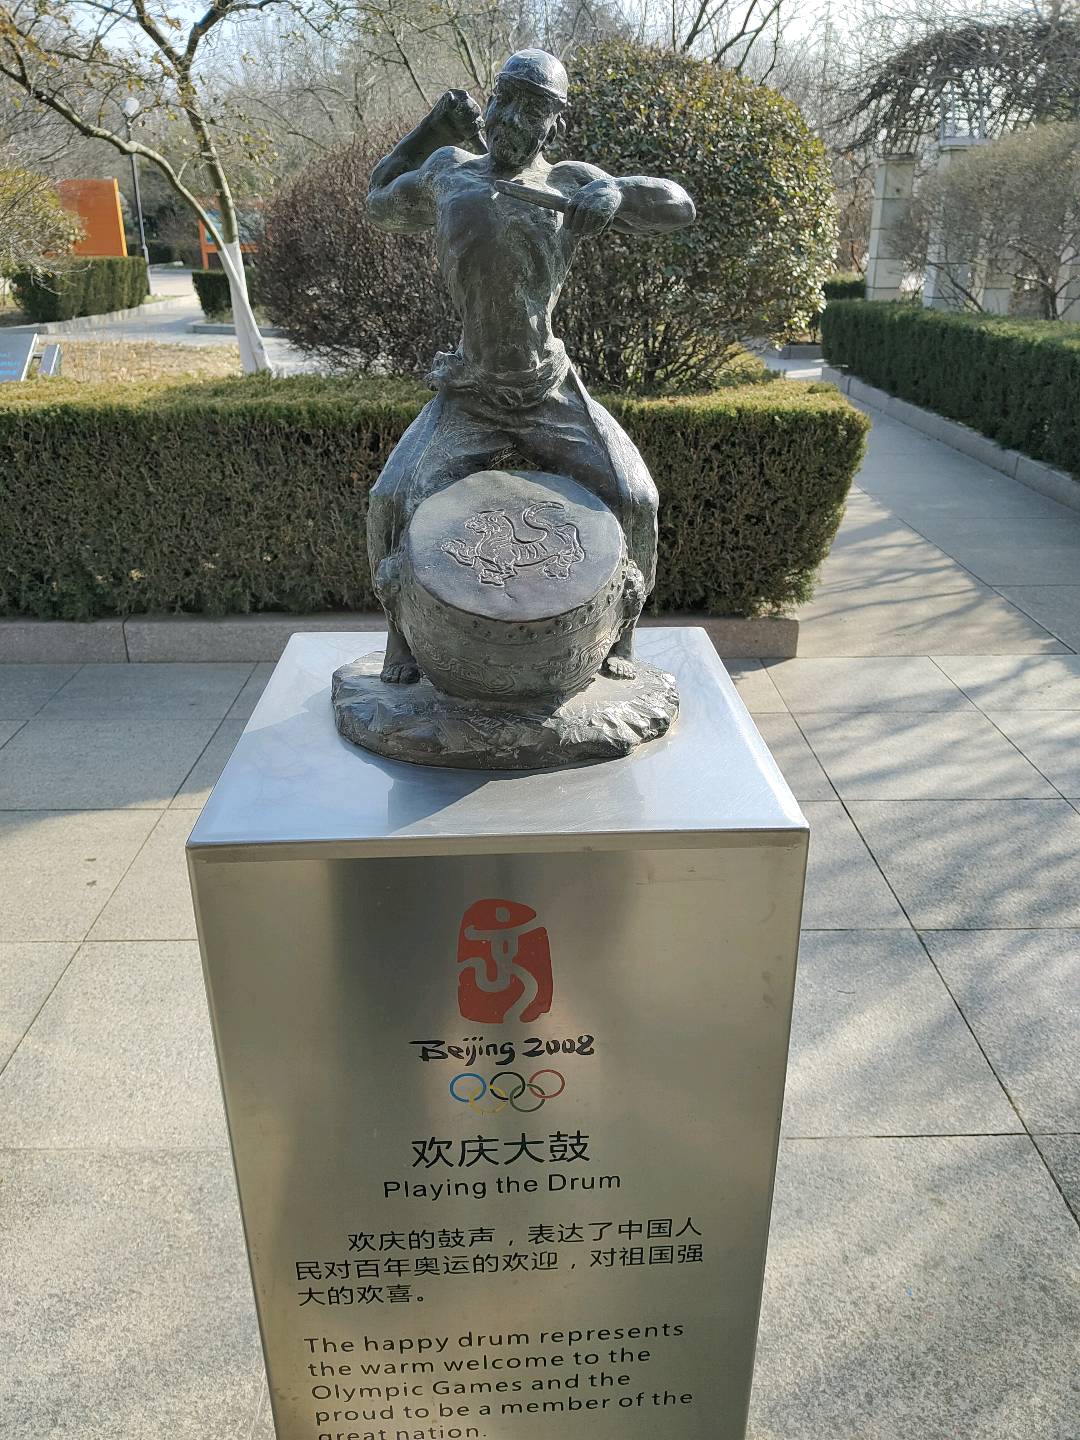 Beijing 2008
欢庆大鼓
Playing the Drum
欢庆的鼓声，表达了中国人
民对百年奥运的欢迎，对祖国强
大的欢喜。
The happy drum represents
the warm welcome to the
Olympic Games and the
proud to be a member of the
great nation.